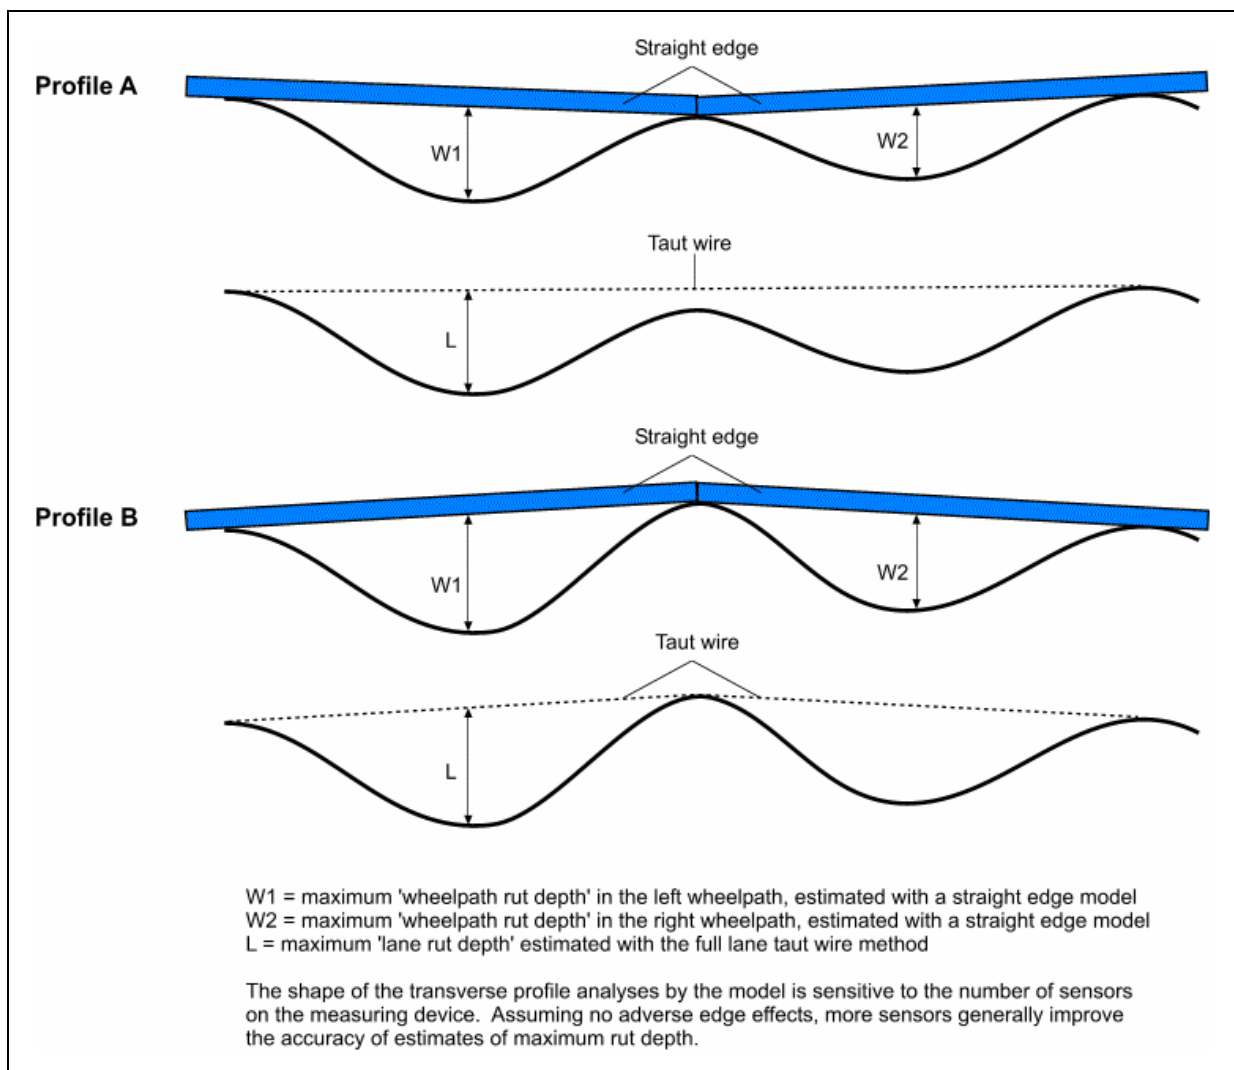 Straight edge
Profile A
W1
W2
Taut wire
L
Straight edge
Profile B
W1
W2
Taut wire
L
W1 = maximum 'wheelpath rut depth' in the left wheelpath, estimated with a straight edge model
W2 = maximum 'wheelpath rut depth' in the right wheelpath, estimated with a straight edge model
L = maximum 'lane rut depth' estimated with the full lane taut wire method
The shape of the transverse profile analyses by the model is sensitive to the number of sensors
on the measuring device.  Assuming no adverse edge effects, more sensors generally improve
the accuracy of estimates of maximum rut depth.